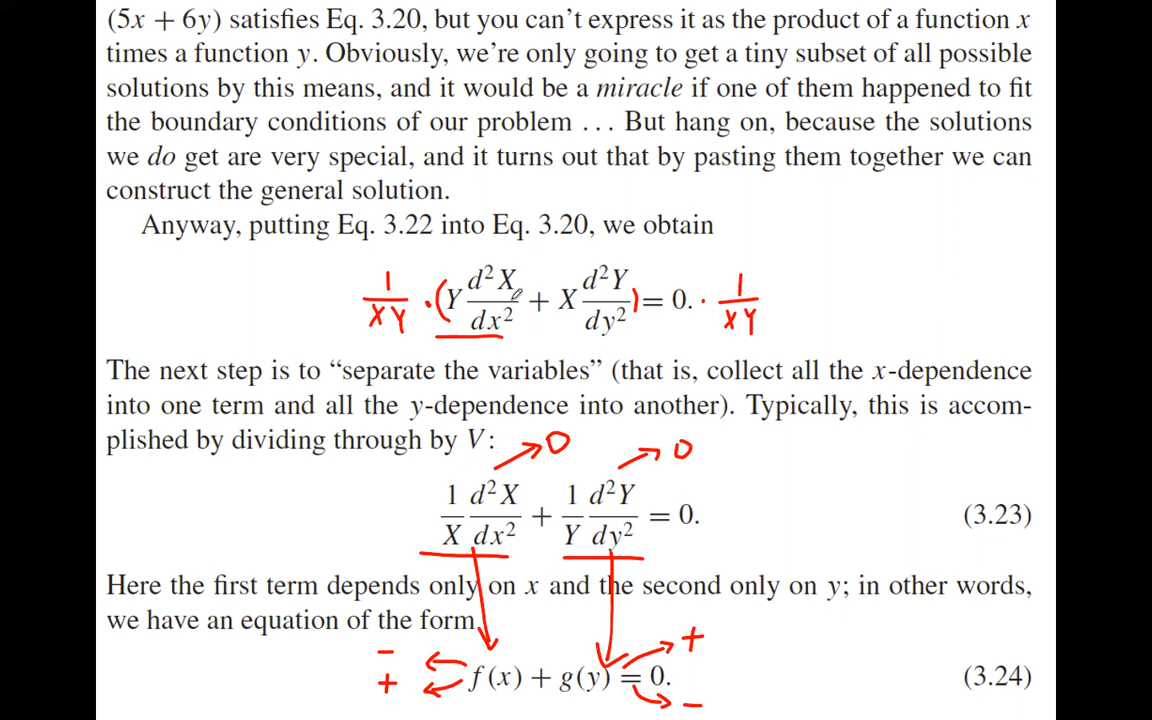 (5x + 6y) satisfies Eq. 3.20, but you can't express it as the product of a function x
times a function y. Obviously, we're only going to get a tiny subset of all possible
solutions by this means, and it would be a miracle if one of them happened to fit
the boundary conditions of our problem ... But hang on, because the solutions
we do get are very special, and it turns out that by pasting them together we can
construct the general solution.
Anyway, putting Eq. 3.22 into Eq. 3.20, we obtain
1/XY · (Y d²X/dx² + X d²Y/dy²) = 0. · 1/XY
The next step is to “separate the variables” (that is, collect all the x-dependence
into one term and all the y-dependence into another). Typically, this is accom-
plished by dividing through by V:
→0 →0
1/X d²X/dx² + 1/Y d²Y/dy² = 0. (3.23)
Here the first term depends only on x and the second only on y; in other words,
we have an equation of the form
- +
f(x) + g(y) = 0. (3.24)
+ -